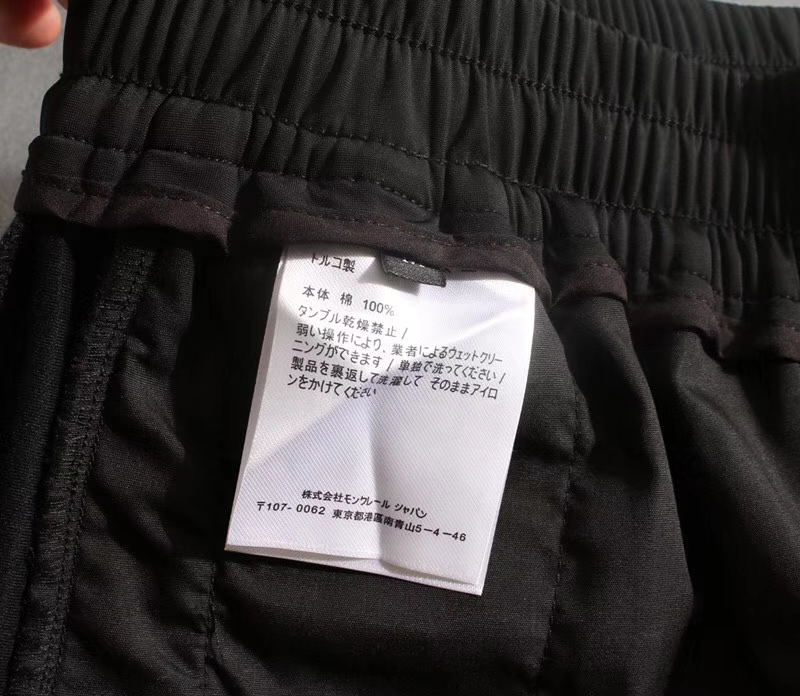 トルコ製
本体 棉 100%
タンブル乾燥禁止 /
弱い操作により、業者によるウェットクリー
ニングができます / 単独で洗ってください /
製品を裏返して洗濯して そのままアイロ
ンをかけてください
株式会社モンクレール ジャパン
〒107- 0062 東京都港區南青山5-4-46